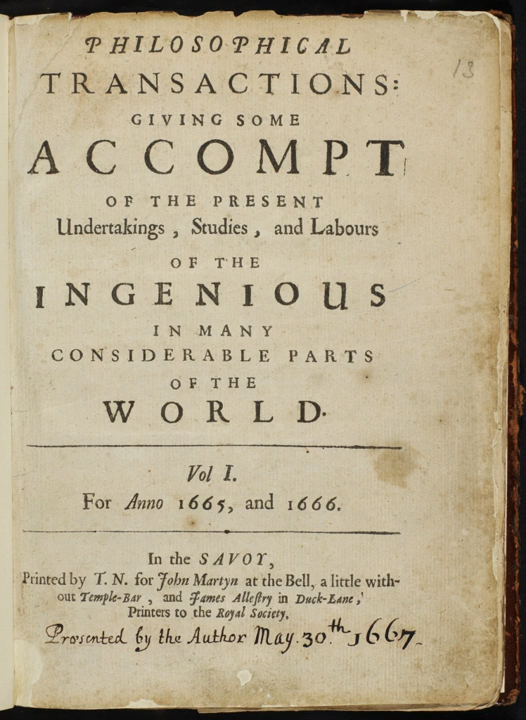 13
PHILOSOPHICAL
TRANSACTIONS:
GIVING SOME
ACCOMPT
OF THE PRESENT
Undertakings, Studies, and Labours
OF THE
INGENIOUS
IN MANY
CONSIDERABLE PARTS
OF THE
WORLD.
Vol I.
For Anno 1665, and 1666.
In the SAVOY,
Printed by T. N. for John Martyn at the Bell, a little with-
out Temple-Bar, and James Allestry in Duck-Lane,
Printers to the Royal Society.
Presented by the Author May. 30.th 1667.